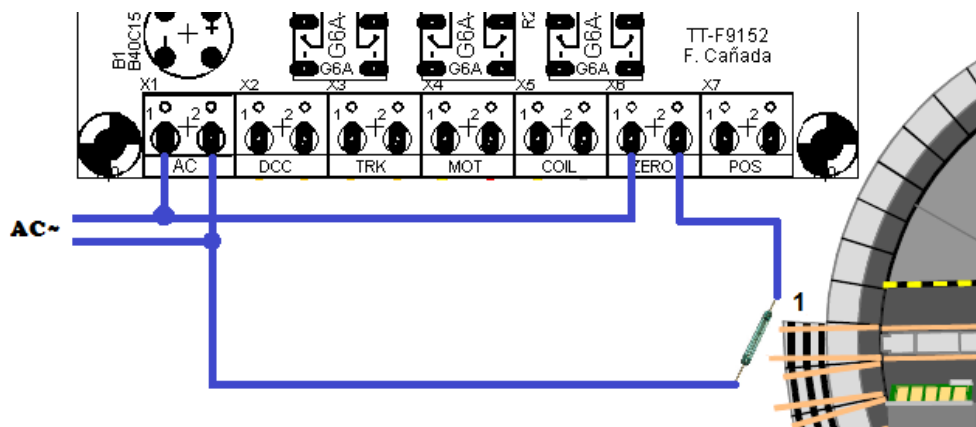 B1
B40C15
G6A-
G6A
G6A-
G6A
R2
G6A-
G6A
TT-F9152
F. Cañada
X1 X2 X3 X4 X5 X6 X7
1 2 1 2 1 2 1 2 1 2 1 2 1 2
AC DCC TRK MOT COIL ZERO POS
AC~
1